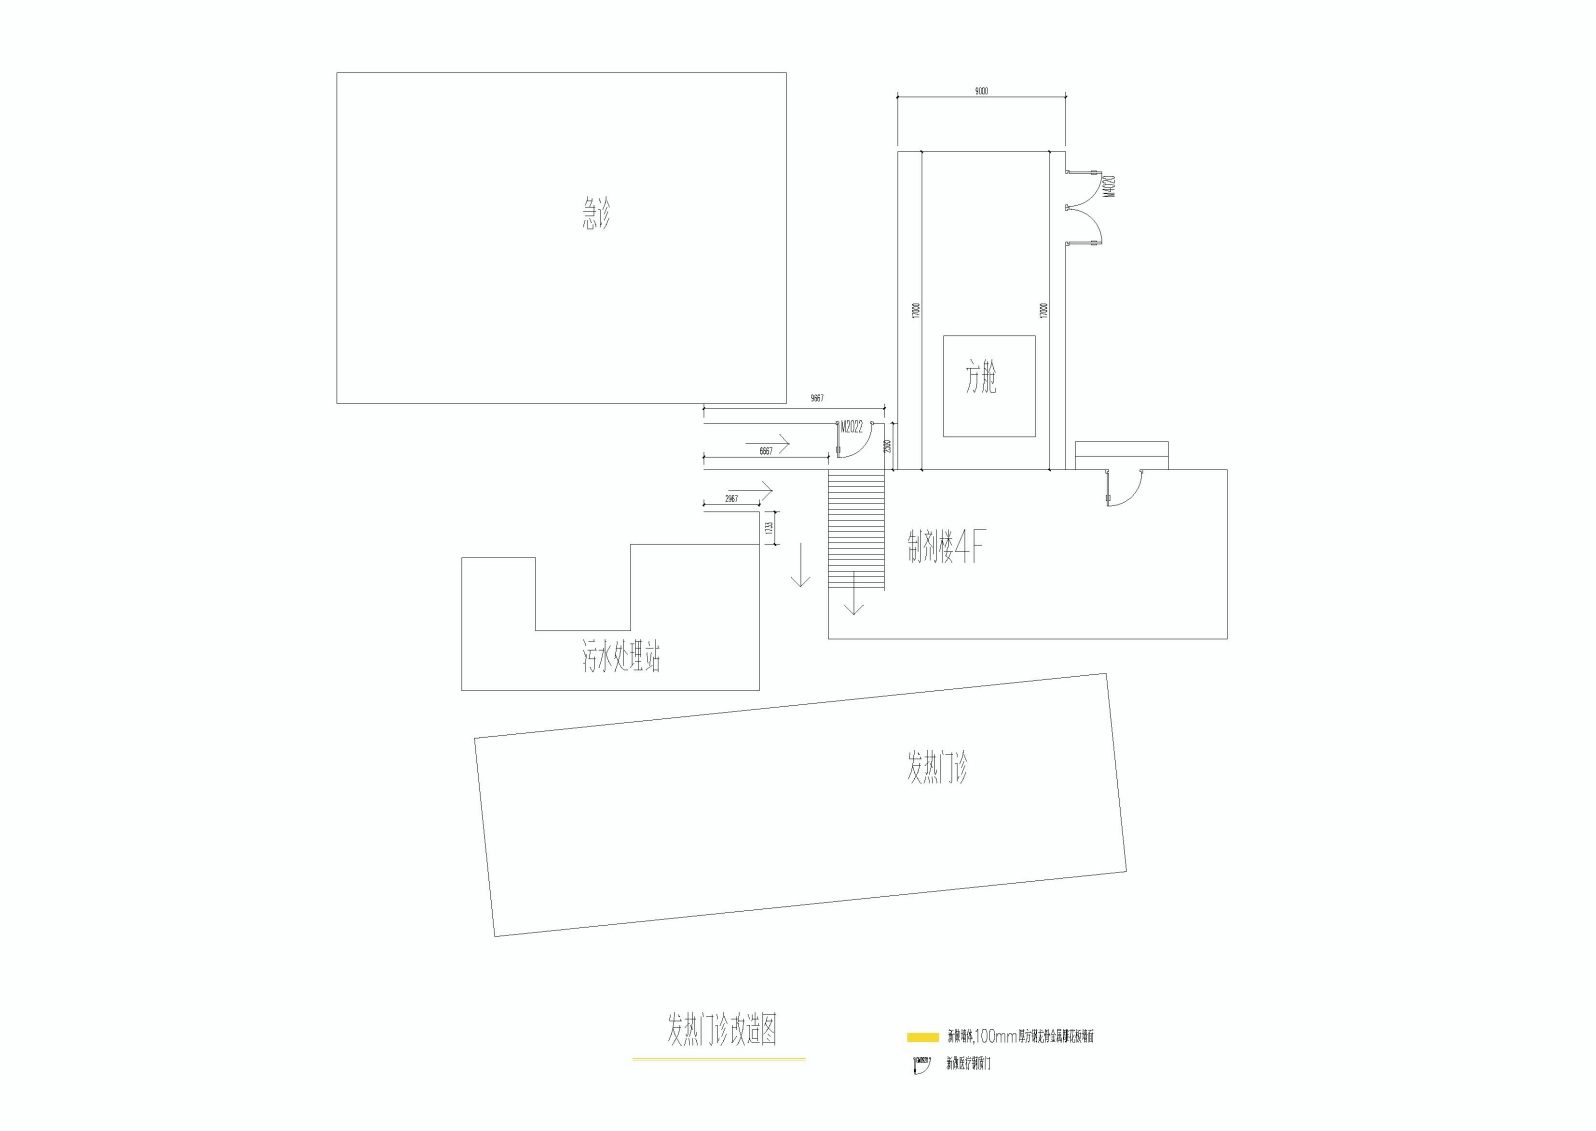 9000
M4020
急诊
17000
17000
方舱
9667
M2022
6667
2500
2967
1733
制剂楼4F
污水处理站
发热门诊
发热门诊改造图
新做墙体,100mm厚方钢龙骨金属雕花板墙面
新做医疗钢质门